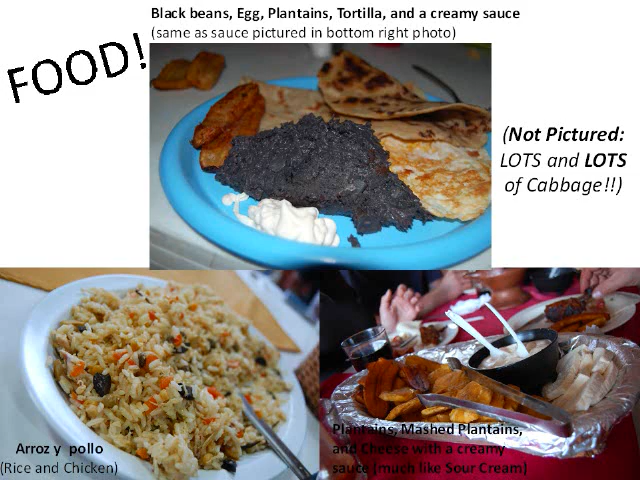 Black beans, Egg, Plantains, Tortilla, and a creamy sauce
(same as sauce pictured in bottom right photo)
FOOD!
(Not Pictured:
LOTS and LOTS
of Cabbage!!)
Arroz y  pollo
(Rice and Chicken)
Plantains, Mashed Plantains,
and Cheese with a creamy
sauce (much like Sour Cream)